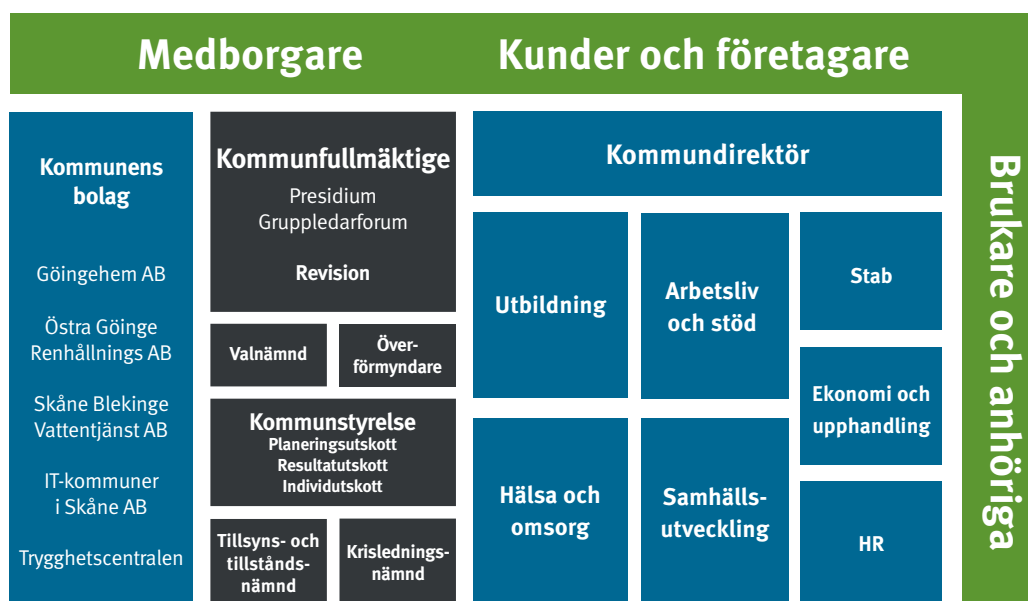 Medborgare
Kunder och företagare
Brukare och anhöriga
Kommunens
bolag
Göingehem AB
Östra Göinge
Renhållnings AB
Skåne Blekinge
Vattentjänst AB
IT-kommuner
i Skåne AB
Trygghetscentralen
Kommunfullmäktige
Presidium
Gruppledarforum
Revision
Valnämnd
Över-
förmyndare
Kommunstyrelse
Planeringsutskott
Resultatutskott
Individutskott
Tillsyns- och
tillstånds-
nämnd
Krislednings-
nämnd
Kommundirektör
Utbildning
Arbetsliv
och stöd
Stab
Ekonomi och
upphandling
Hälsa och
omsorg
Samhälls-
utveckling
HR